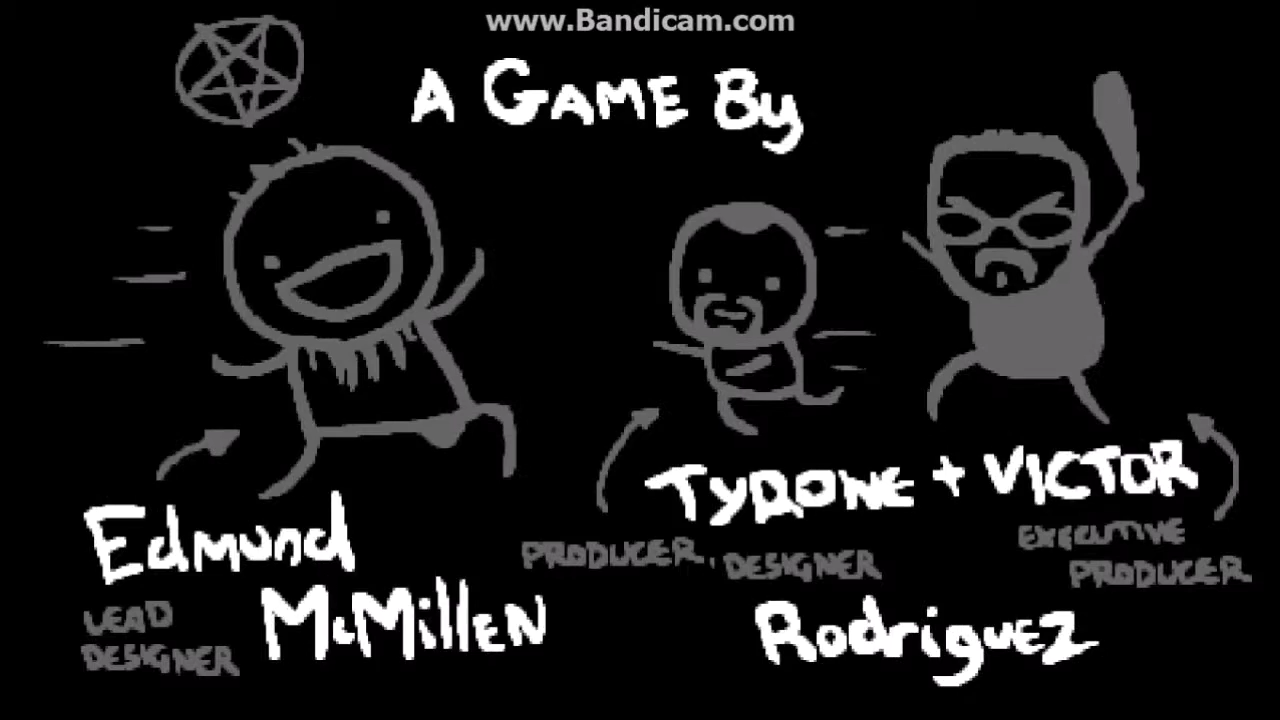 www.Bandicam.com
A GAME By
Edmund
McMillEN
LEAD
DESIGNER
TYRONE + VICTOR
PRODUCER, DESIGNER
EXECUTIVE
PRODUCER
Rodriguez